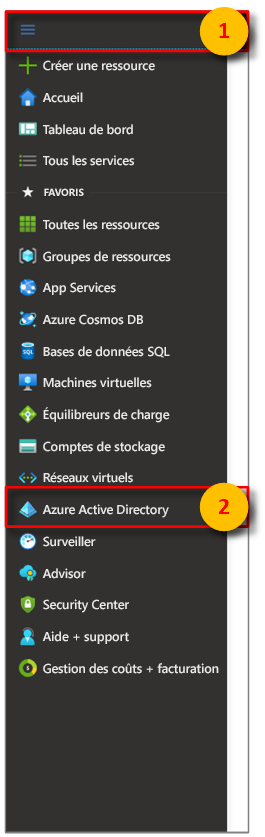 1
Créer une ressource
Accueil
Tableau de bord
Tous les services
FAVORIS
Toutes les ressources
Groupes de ressources
App Services
Azure Cosmos DB
SQL Bases de données SQL
Machines virtuelles
Équilibreurs de charge
Comptes de stockage
Réseaux virtuels
Azure Active Directory 2
Surveiller
Advisor
Security Center
Aide + support
Gestion des coûts + facturation